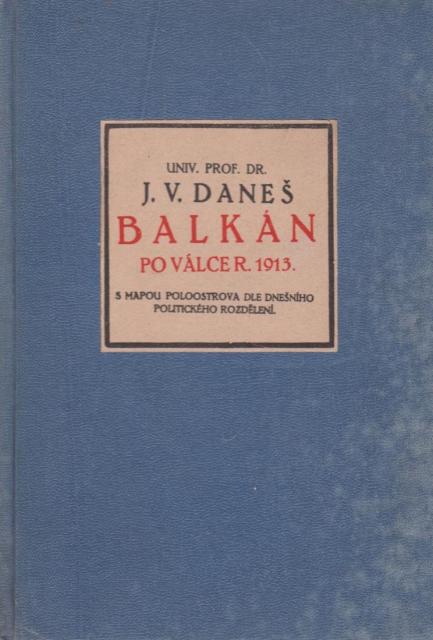 UNIV. PROF. DR.
J. V. DANEŠ
BALKÁN
PO VÁLCE R. 1913.
S MAPOU POLOOSTROVA DLE DNEŠNÍHO
POLITICKÉHO ROZDĚLENÍ.